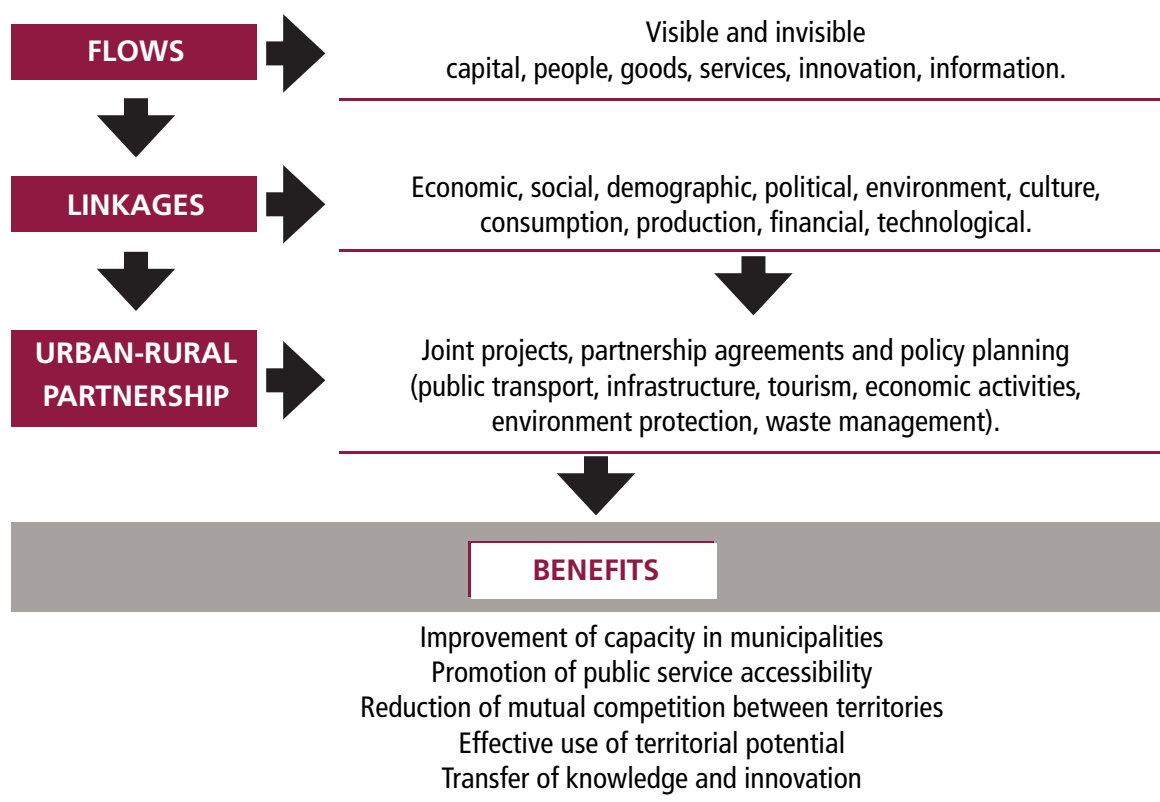 FLOWS
Visible and invisible
capital, people, goods, services, innovation, information.
LINKAGES
Economic, social, demographic, political, environment, culture,
consumption, production, financial, technological.
URBAN-RURAL
PARTNERSHIP
Joint projects, partnership agreements and policy planning
(public transport, infrastructure, tourism, economic activities,
environment protection, waste management).
BENEFITS
Improvement of capacity in municipalities
Promotion of public service accessibility
Reduction of mutual competition between territories
Effective use of territorial potential
Transfer of knowledge and innovation